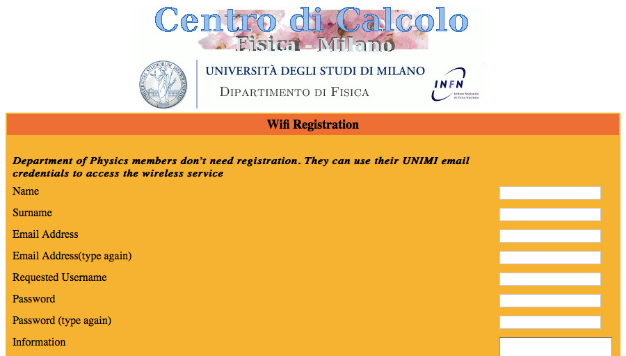 Centro di Calcolo
Fisica - Milano
UNIVERSITÀ DEGLI STUDI DI MILANO
DIPARTIMENTO DI FISICA
INFN
Wifi Registration
Department of Physics members don't need registration. They can use their UNIMI email
credentials to access the wireless service
Name
Surname
Email Address
Email Address(type again)
Requested Username
Password
Password (type again)
Information